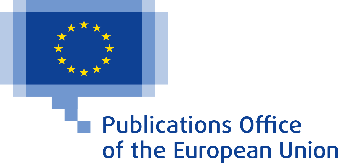 Publications Office
of the European Union